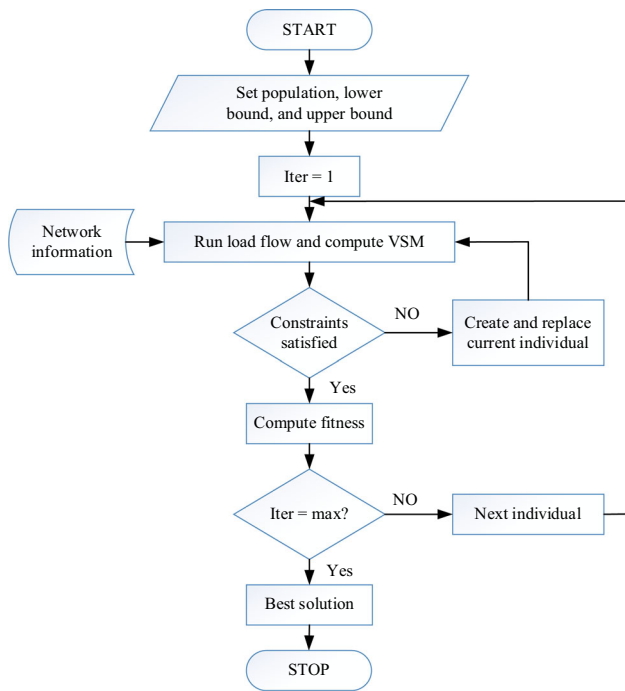 START
Set population, lower
bound, and upper bound
Iter = 1
Network
information
Run load flow and compute VSM
Constraints
satisfied
NO
Create and replace
current individual
Yes
Compute fitness
Iter = max?
NO
Next individual
Yes
Best solution
STOP